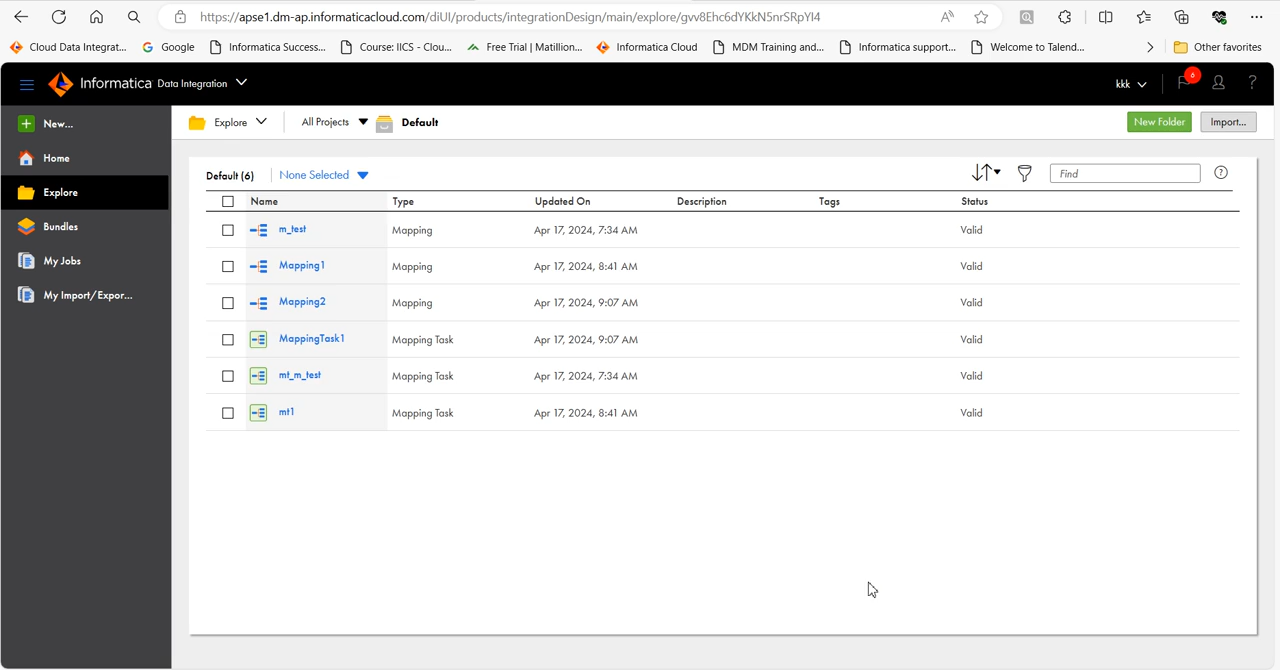 https://apse1.dm-ap.informaticacloud.com/diUI/products/integrationDesign/main/explore/gvv8Ehc6dYKkN5nrSRpYI4
Cloud Data Integrat... Google Informatica Success... Course: IICS - Clou... Free Trial | Matillion... Informatica Cloud MDM Training and... Informatica support... Welcome to Talend... Other favorites
Informatica Data Integration kkk 6 ?
New... Explore All Projects Default New Folder Import...
Home
Explore
Bundles
My Jobs
My Import/Expor...
Default (6) None Selected Find ?
Name Type Updated On Description Tags Status
m_test Mapping Apr 17, 2024, 7:34 AM Valid
Mapping1 Mapping Apr 17, 2024, 8:41 AM Valid
Mapping2 Mapping Apr 17, 2024, 9:07 AM Valid
MappingTask1 Mapping Task Apr 17, 2024, 9:07 AM Valid
mt_m_test Mapping Task Apr 17, 2024, 7:34 AM Valid
mt1 Mapping Task Apr 17, 2024, 8:41 AM Valid